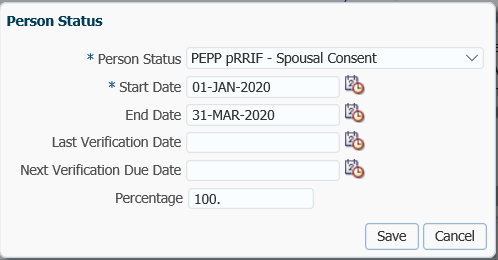 Person Status
* Person Status PEPP pRRIF - Spousal Consent
* Start Date 01-JAN-2020
End Date 31-MAR-2020
Last Verification Date
Next Verification Due Date
Percentage 100.
Save Cancel